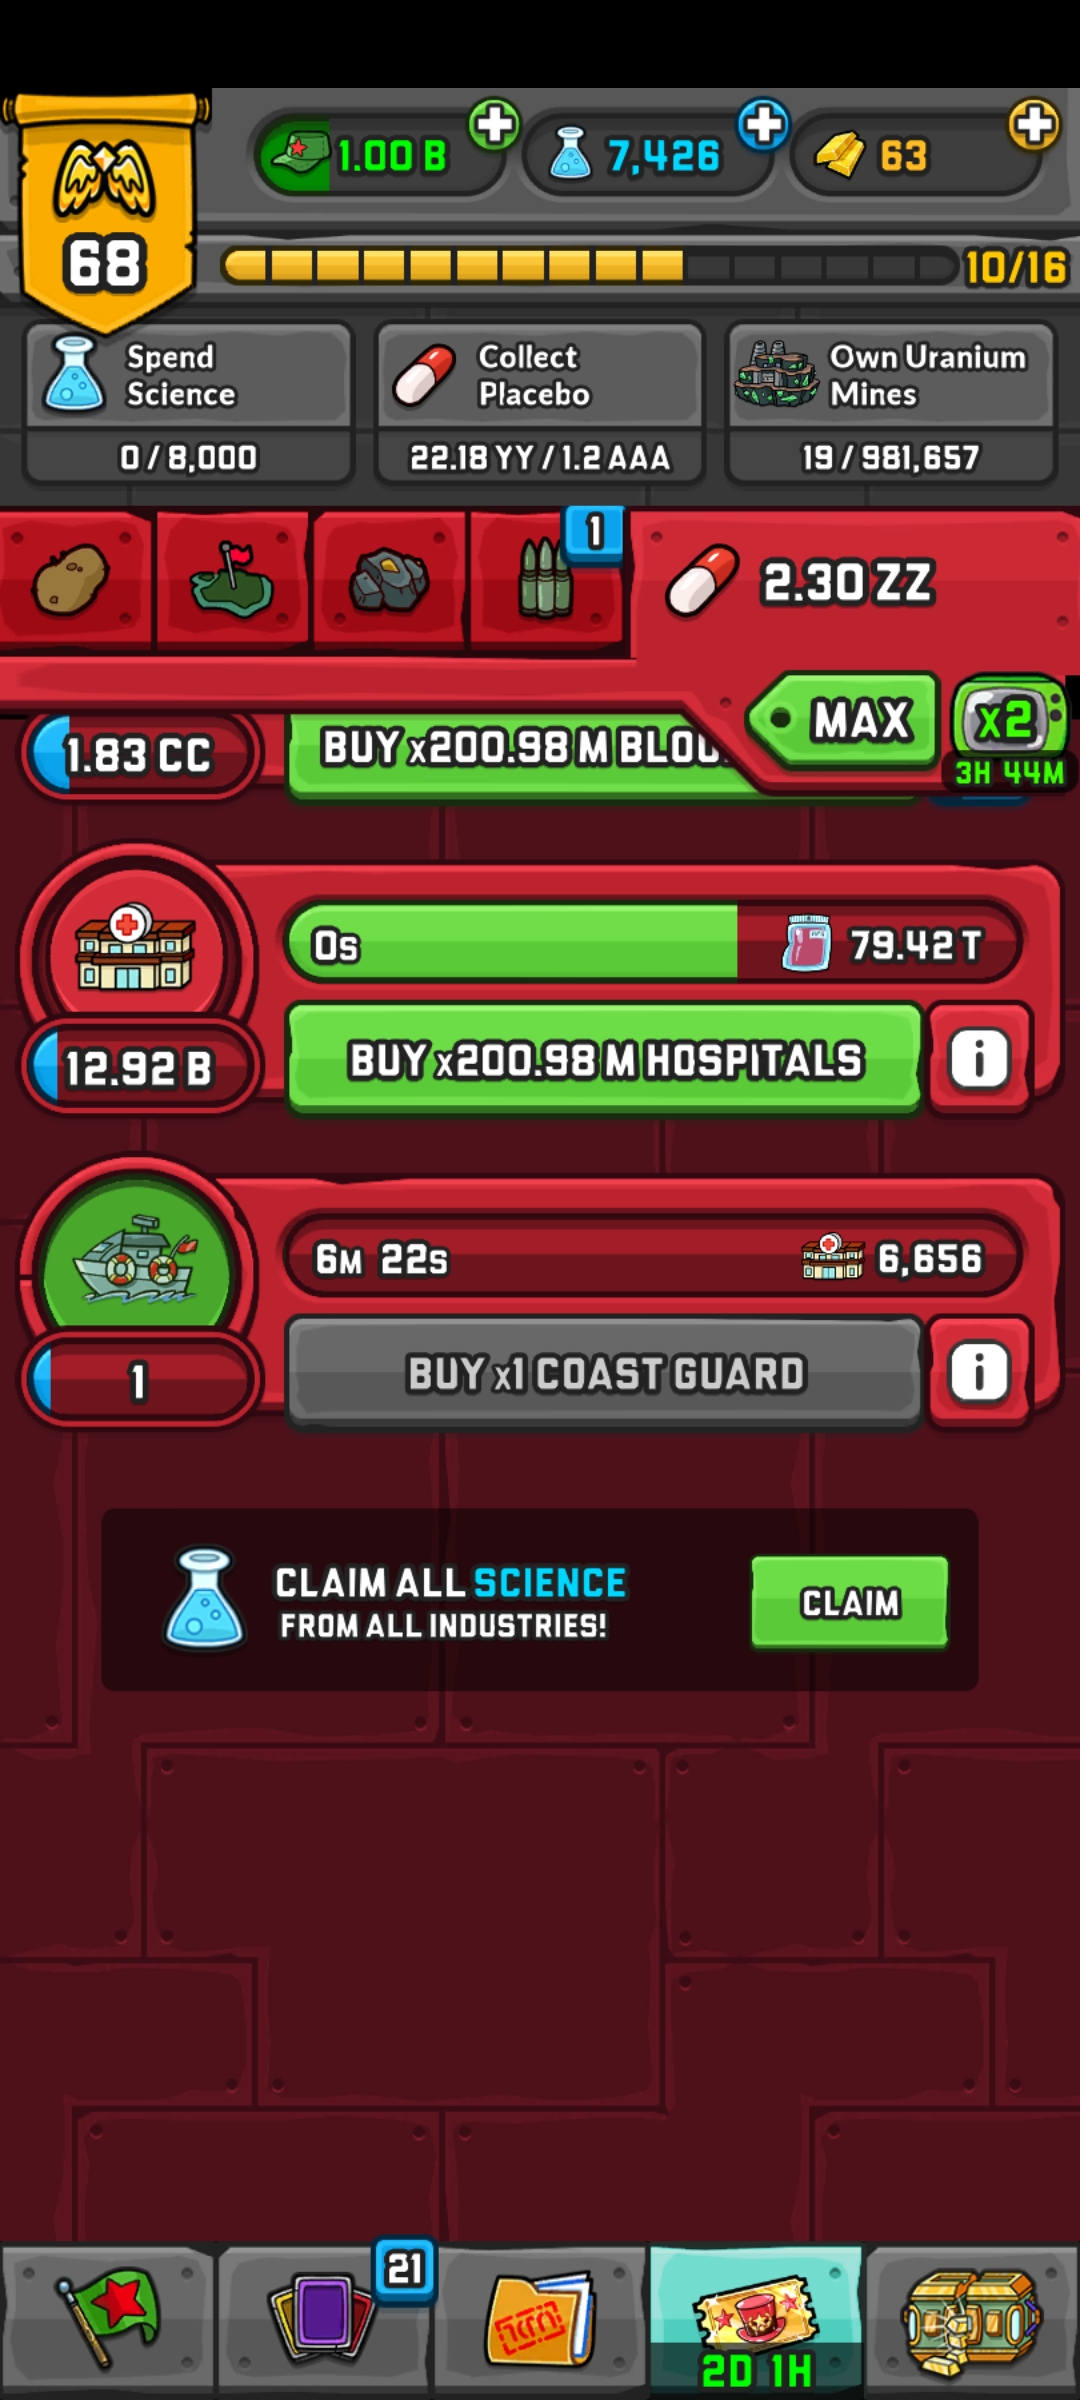 1.00 B
7,426
63
68
10/16
Spend
Science
0 / 8,000
Collect
Placebo
22.18 YY / 1.2 AAA
Own Uranium
Mines
19 / 981,657
1
2.30 ZZ
MAX
x2
3H 44M
1.83 CC
BUY x200.98 M BLOO
0s
79.42 T
12.92 B
BUY x200.98 M HOSPITALS
i
6M 22s
6,656
1
BUY x1 COAST GUARD
i
CLAIM ALL SCIENCE
FROM ALL INDUSTRIES!
CLAIM
21
2D 1H